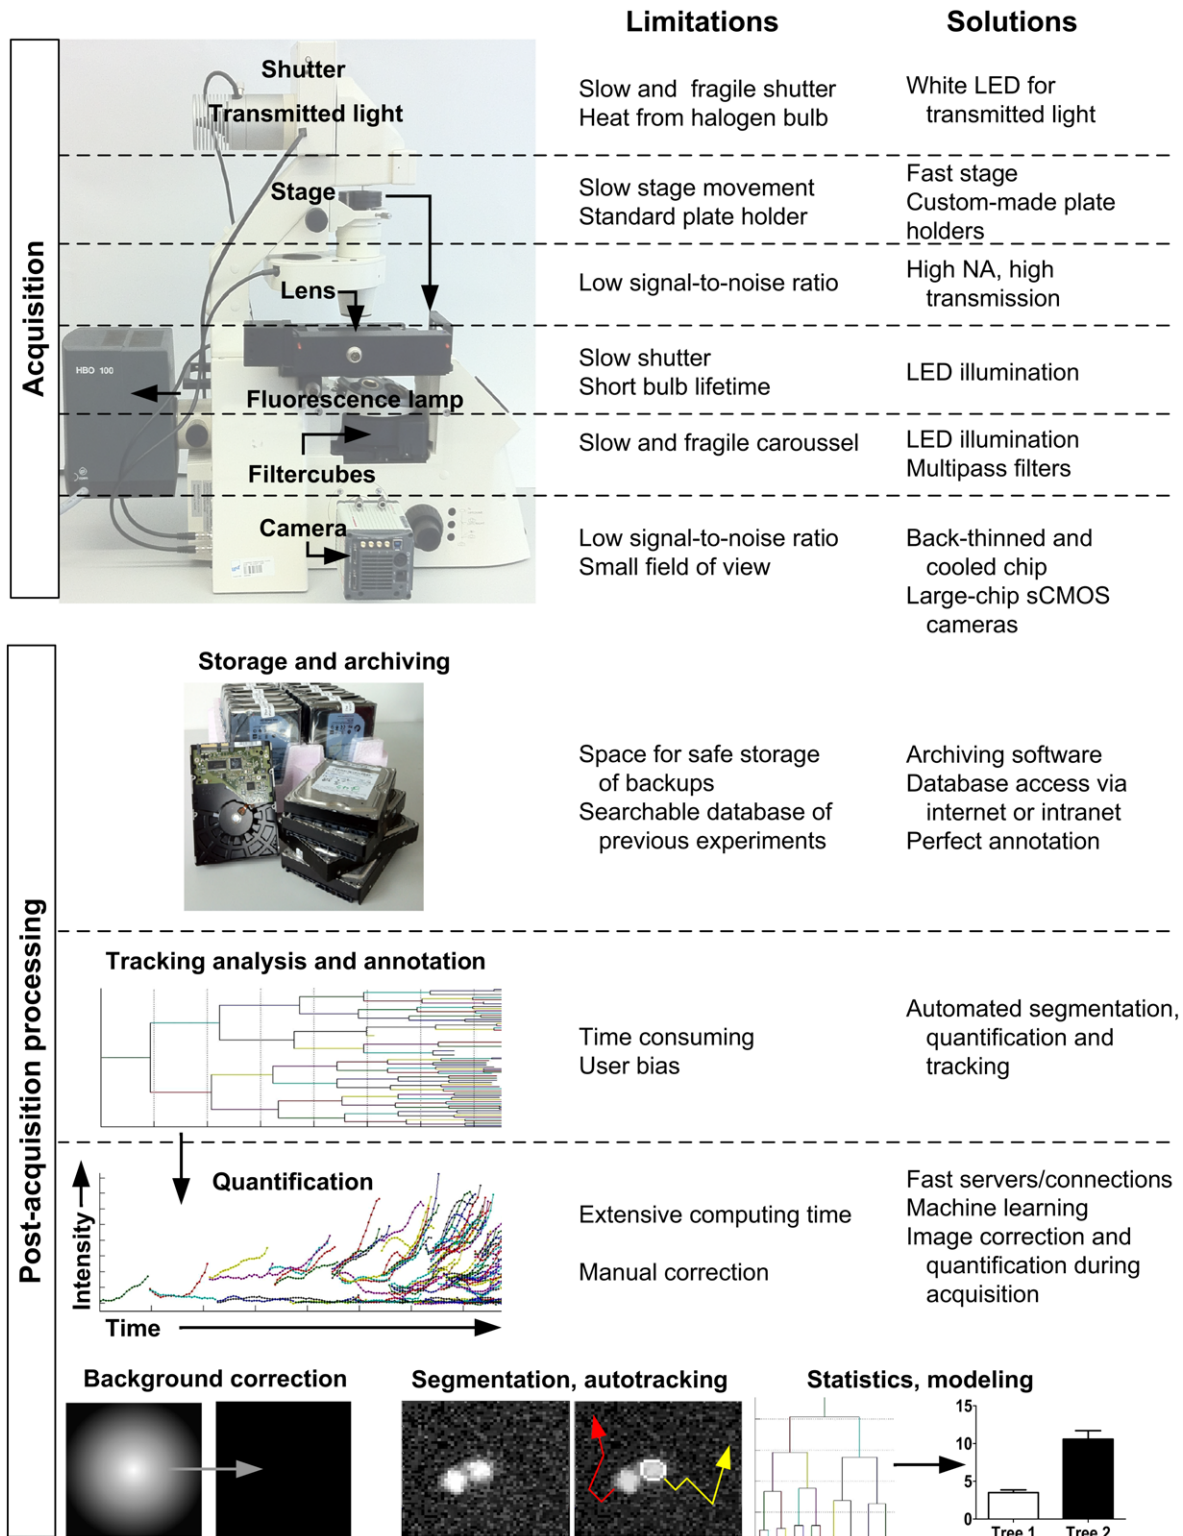 Limitations
Solutions
Acquisition
Shutter
Transmitted light
Slow and  fragile shutter
Heat from halogen bulb
White LED for
transmitted light
Stage
Slow stage movement
Standard plate holder
Fast stage
Custom-made plate
holders
Lens
Low signal-to-noise ratio
High NA, high
transmission
HBO 100
Fluorescence lamp
Slow shutter
Short bulb lifetime
LED illumination
Filtercubes
Slow and fragile caroussel
LED illumination
Multipass filters
Camera
Low signal-to-noise ratio
Small field of view
Back-thinned and
cooled chip
Large-chip sCMOS
cameras
Post-acquisition processing
Storage and archiving
Space for safe storage
of backups
Searchable database of
previous experiments
Archiving software
Database access via
internet or intranet
Perfect annotation
Tracking analysis and annotation
Time consuming
User bias
Automated segmentation,
quantification and
tracking
Quantification
Intensity
Time
Extensive computing time
Manual correction
Fast servers/connections
Machine learning
Image correction and
quantification during
acquisition
Background correction
Segmentation, autotracking
Statistics, modeling
15
10
5
0
Tree 1
Tree 2